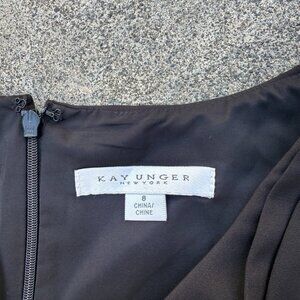 KAY UNGER
NEW YORK
8
CHINA/
CHINE